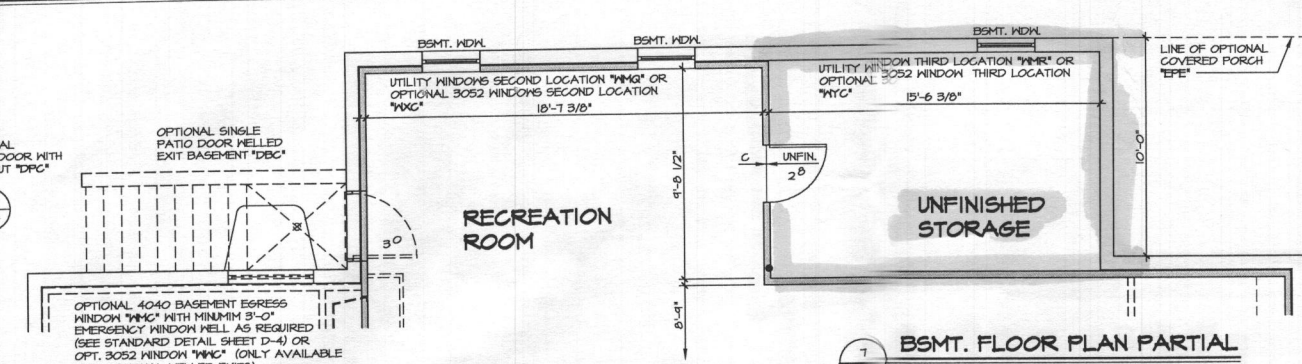 BSMT. WDW.
BSMT. WDW.
BSMT. WDW.
UTILITY WINDOWS SECOND LOCATION "WMQ" OR
OPTIONAL 3052 WINDOWS SECOND LOCATION
"WXC"
18'-7 3/8"
UTILITY WINDOW THIRD LOCATION "WMR" OR
OPTIONAL 3052 WINDOW THIRD LOCATION
"WYC"
15'-6 3/8"
LINE OF OPTIONAL
COVERED PORCH
"EPE"
OPTIONAL SINGLE
PATIO DOOR WELLED
EXIT BASEMENT "DBC"
AL
DOOR WITH
UT "DPC"
9'-8 1/2"
C
UNFIN.
2⁸
10'-0"
RECREATION
ROOM
3⁰
UNFINISHED
STORAGE
OPTIONAL 4040 BASEMENT EGRESS
WINDOW "WMC" WITH MINUMIM 3'-0"
EMERGENCY WINDOW WELL AS REQUIRED
(SEE STANDARD DETAIL SHEET D-4) OR
OPT. 3052 WINDOW "WWC" (ONLY AVAILABLE
8'-9"
7
BSMT. FLOOR PLAN PARTIAL